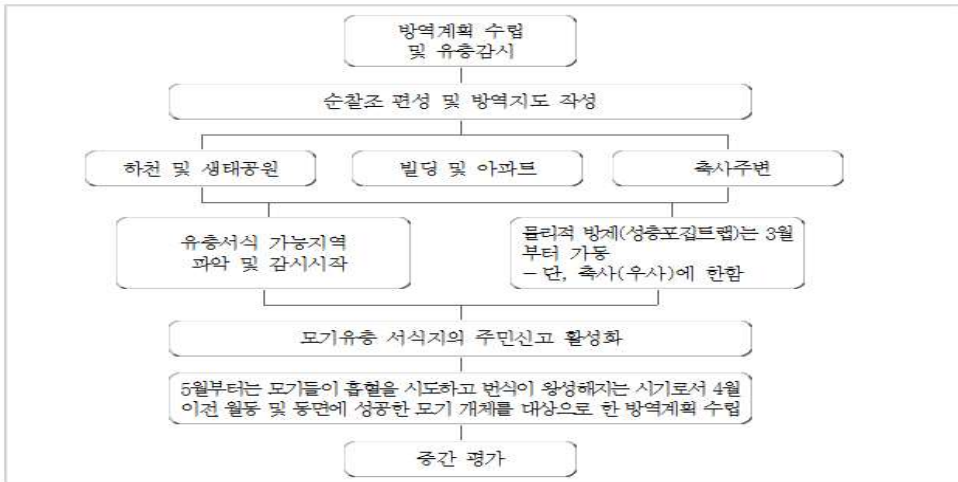 방역계획 수립
및 유충감시
순찰조 편성 및 방역지도 작성
하천 및 생태공원
빌딩 및 아파트
축사주변
유충서식 가능지역
파악 및 감시시작
물리적 방제(성충포집트랩)는 3월
부터 가동
- 단, 축사(우사)에 한함
모기유충 서식지의 주민신고 활성화
5월부터는 모기들이 흡혈을 시도하고 번식이 왕성해지는 시기로서 4월
이전 월동 및 동면에 성공한 모기 개체를 대상으로 한 방역계획 수립
중간 평가